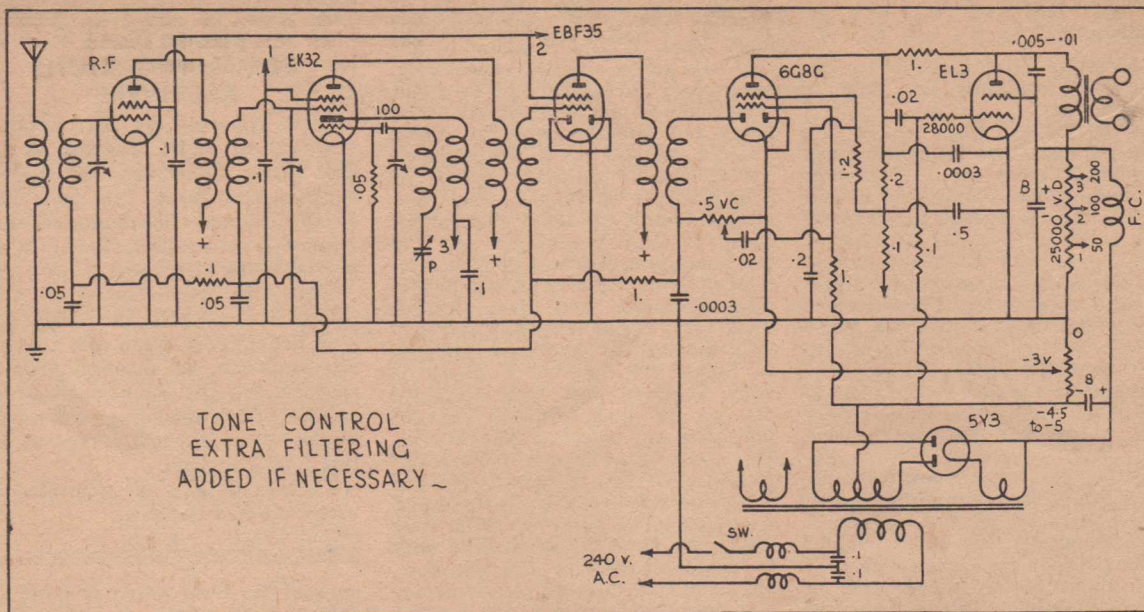 R.F
EK32
EBF35
2
1
6G8G
EL3
.005-.01
1.
.02
28000
.0003
100
.1
.1
.05
+
P
3
+
.1
+
.5 VC
.02
.2
1.2
.2
.1
.5
.1
1.
8
+
-
25000 V.D
3
2
1
200
100
50
F.C.
.05
.1
.05
1.
.0003
0
-3V
8
-
+
-4.5
to-5
5Y3
TONE CONTROL
EXTRA FILTERING
ADDED IF NECESSARY ~
SW.
240 V.
A.C.
.1
.1